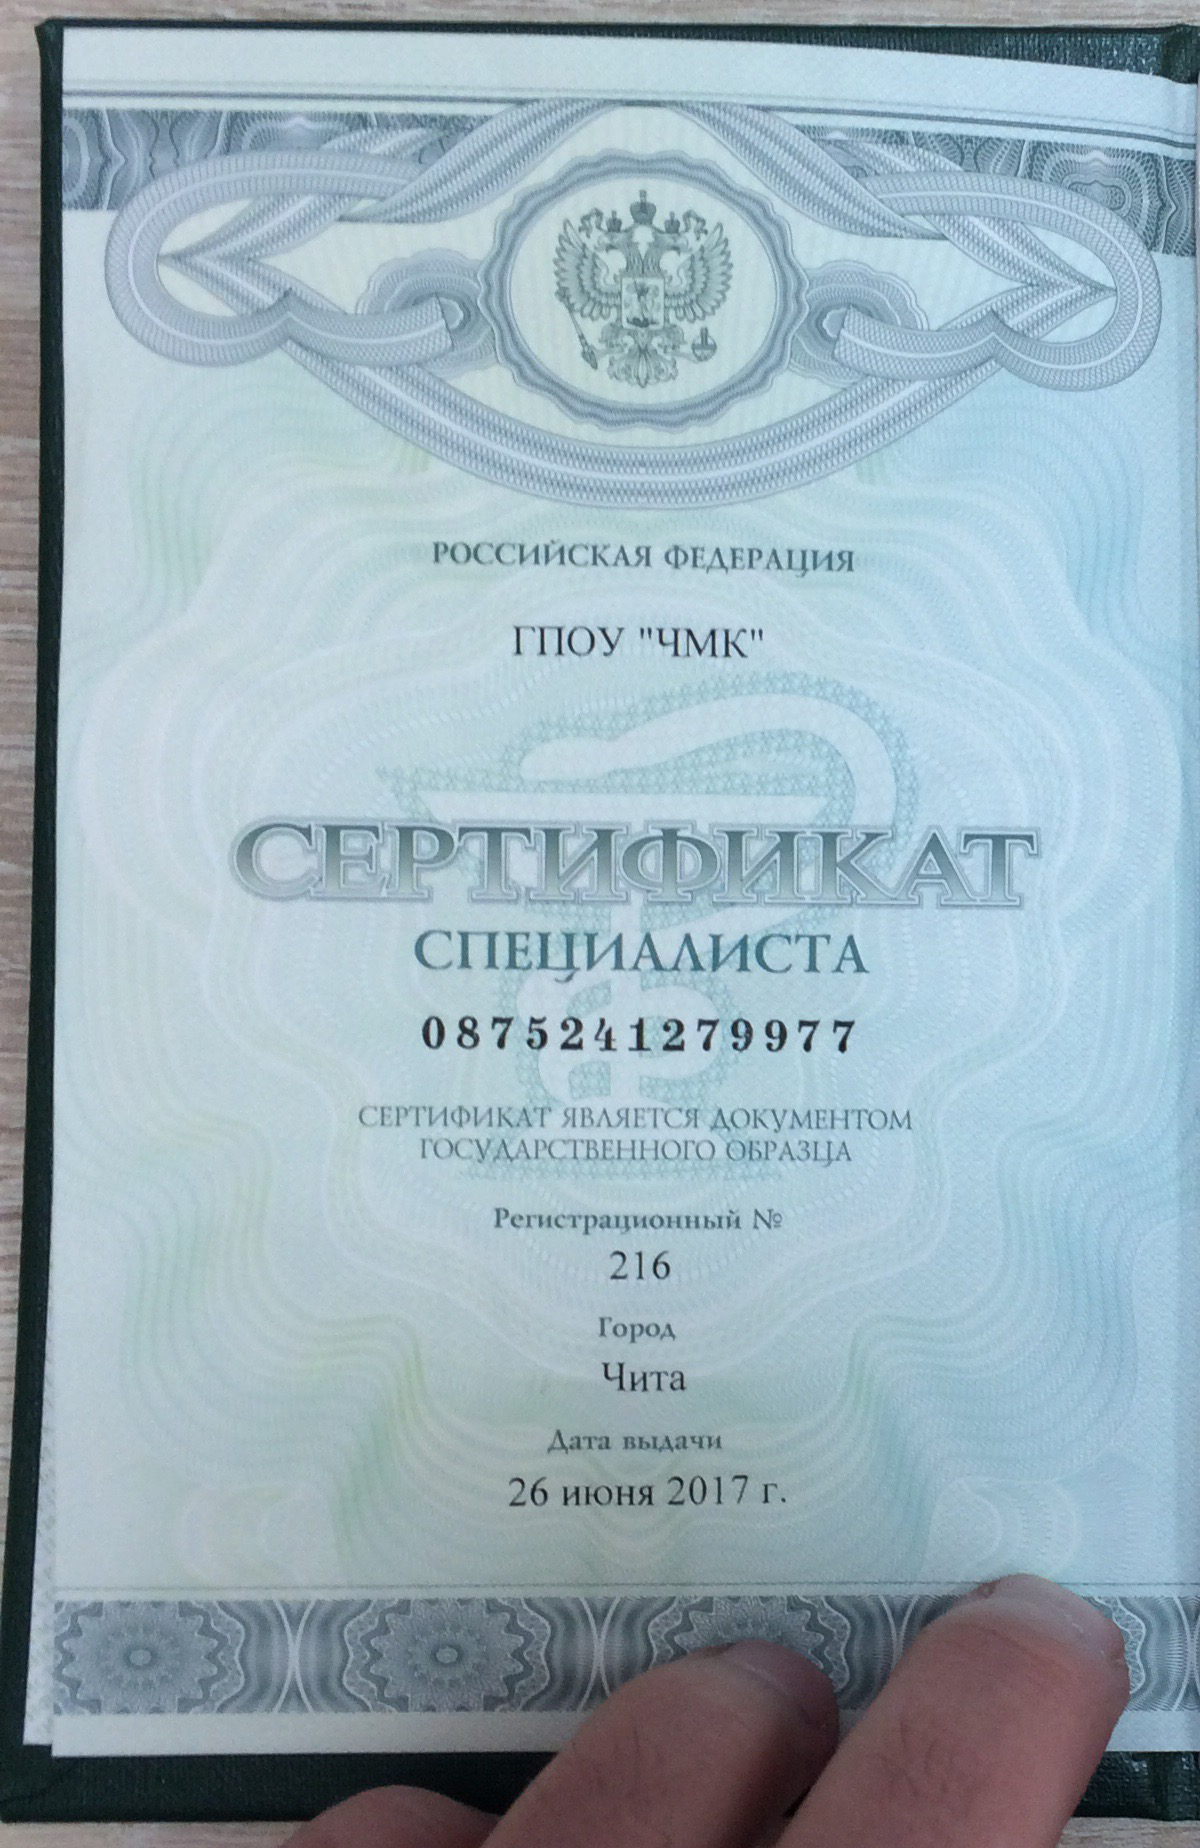 РОССИЙСКАЯ ФЕДЕРАЦИЯ
ГПОУ "ЧМК"
СЕРТИФИКАТ
СПЕЦИАЛИСТА
0875241279977
СЕРТИФИКАТ ЯВЛЯЕТСЯ ДОКУМЕНТОМ
ГОСУДАРСТВЕННОГО ОБРАЗЦА
Регистрационный №
216
Город
Чита
Дата выдачи
26 июня 2017 г.